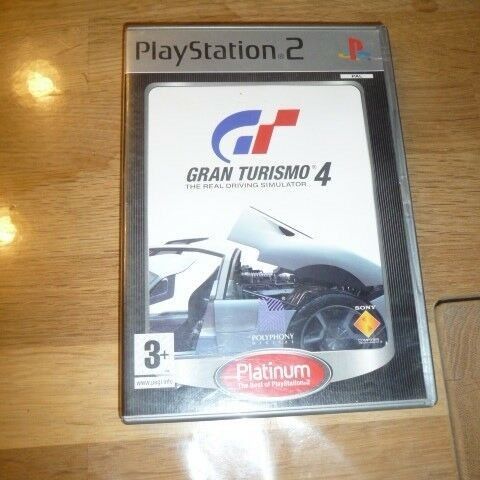 PlayStation®2
PAL
GRAN TURISMO®4
THE REAL DRIVING SIMULATOR
SONY
POLYPHONY
DIGITAL
3+
www.pegi.info
Platinum
The Best of PlayStation®2